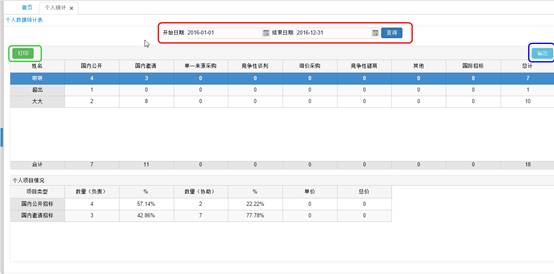 首页 个人统计 ×
个人数据统计表
开始日期: 2016-01-01 结束日期: 2016-12-31 查询
打印 输出
姓名 国内公开 国内邀请 单一来源采购 竞争性谈判 询价采购 竞争性磋商 其他 国际招标 总计
明明 4 3 0 0 0 0 0 0 7
超出 1 0 0 0 0 0 0 0 1
大大 2 8 0 0 0 0 0 0 10
合计 7 11 0 0 0 0 0 0 18
个人项目情况
项目类型 数量(负责) % 数量(协助) % 单价 总价
国内公开招标 4 57.14% 2 22.22% 0 0
国内邀请招标 3 42.86% 7 77.78% 0 0